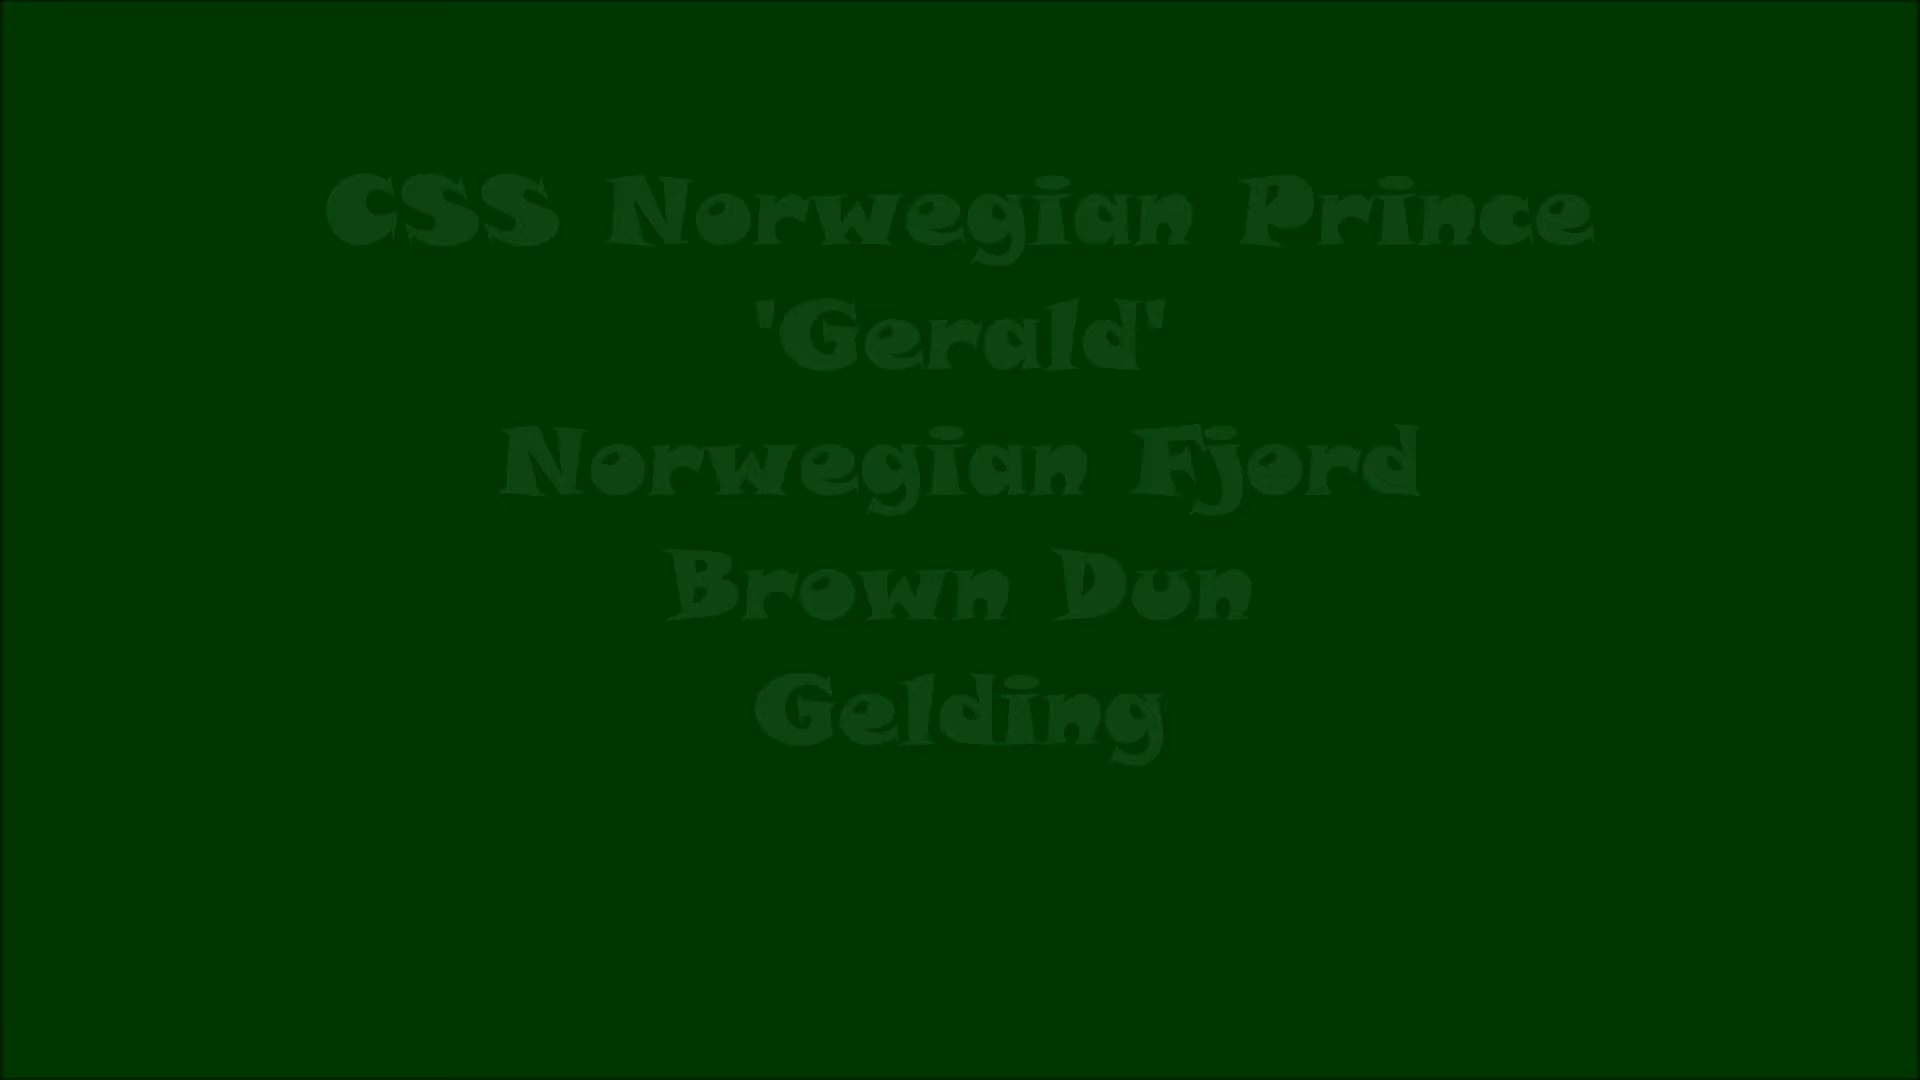 CSS Norwegian Prince
'Gerald'
Norwegian Fjord
Brown Dun
Gelding